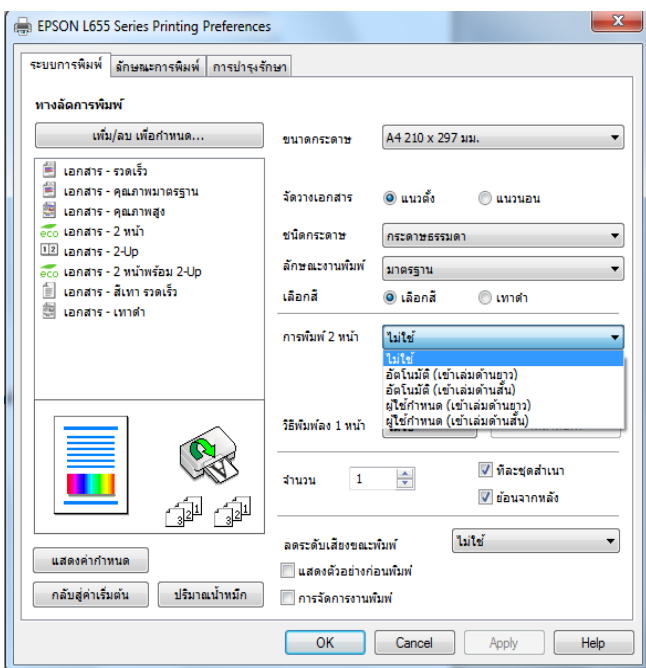 EPSON L655 Series Printing Preferences
ระบบการพิมพ์ ลักษณะการพิมพ์ การบำรุงรักษา
ทางลัดการพิมพ์
เพิ่ม/ลบ เพื่อกำหนด...
เอกสาร - รวดเร็ว
เอกสาร - คุณภาพมาตรฐาน
เอกสาร - คุณภาพสูง
eco เอกสาร - 2 หน้า
12 เอกสาร - 2-Up
eco เอกสาร - 2 หน้าพร้อม 2-Up
เอกสาร - สีเทา รวดเร็ว
เอกสาร - เทาดำ
1 2 3 1 2 3
แสดงค่ากำหนด
กลับสู่ค่าเริ่มต้น ปริมาณน้ำหมึก
ขนาดกระดาษ A4 210 x 297 มม.
จัดวางเอกสาร แนวตั้ง แนวนอน
ชนิดกระดาษ กระดาษธรรมดา
ลักษณะงานพิมพ์ มาตรฐาน
เลือกสี เลือกสี เทาดำ
การพิมพ์ 2 หน้า ไม่ใช้
ไม่ใช้
อัตโนมัติ (เข้าเล่มด้านยาว)
อัตโนมัติ (เข้าเล่มด้านสั้น)
ผู้ใช้กำหนด (เข้าเล่มด้านยาว)
ผู้ใช้กำหนด (เข้าเล่มด้านสั้น)
วิธีพิมพ์ลง 1 หน้า
จำนวน 1 ทีละชุดสำเนา
ย้อนจากหลัง
ลดระดับเสียงขณะพิมพ์ ไม่ใช้
แสดงตัวอย่างก่อนพิมพ์
การจัดการงานพิมพ์
OK Cancel Apply Help